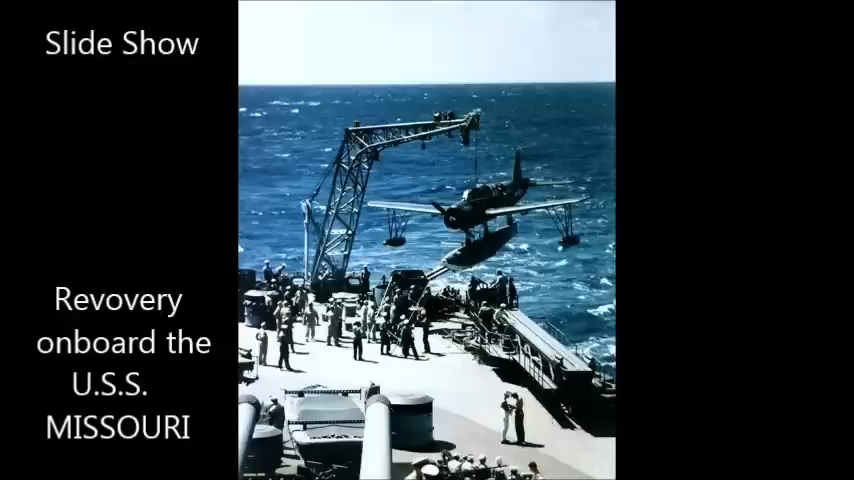 Slide Show
Revovery
onboard the
U.S.S.
MISSOURI